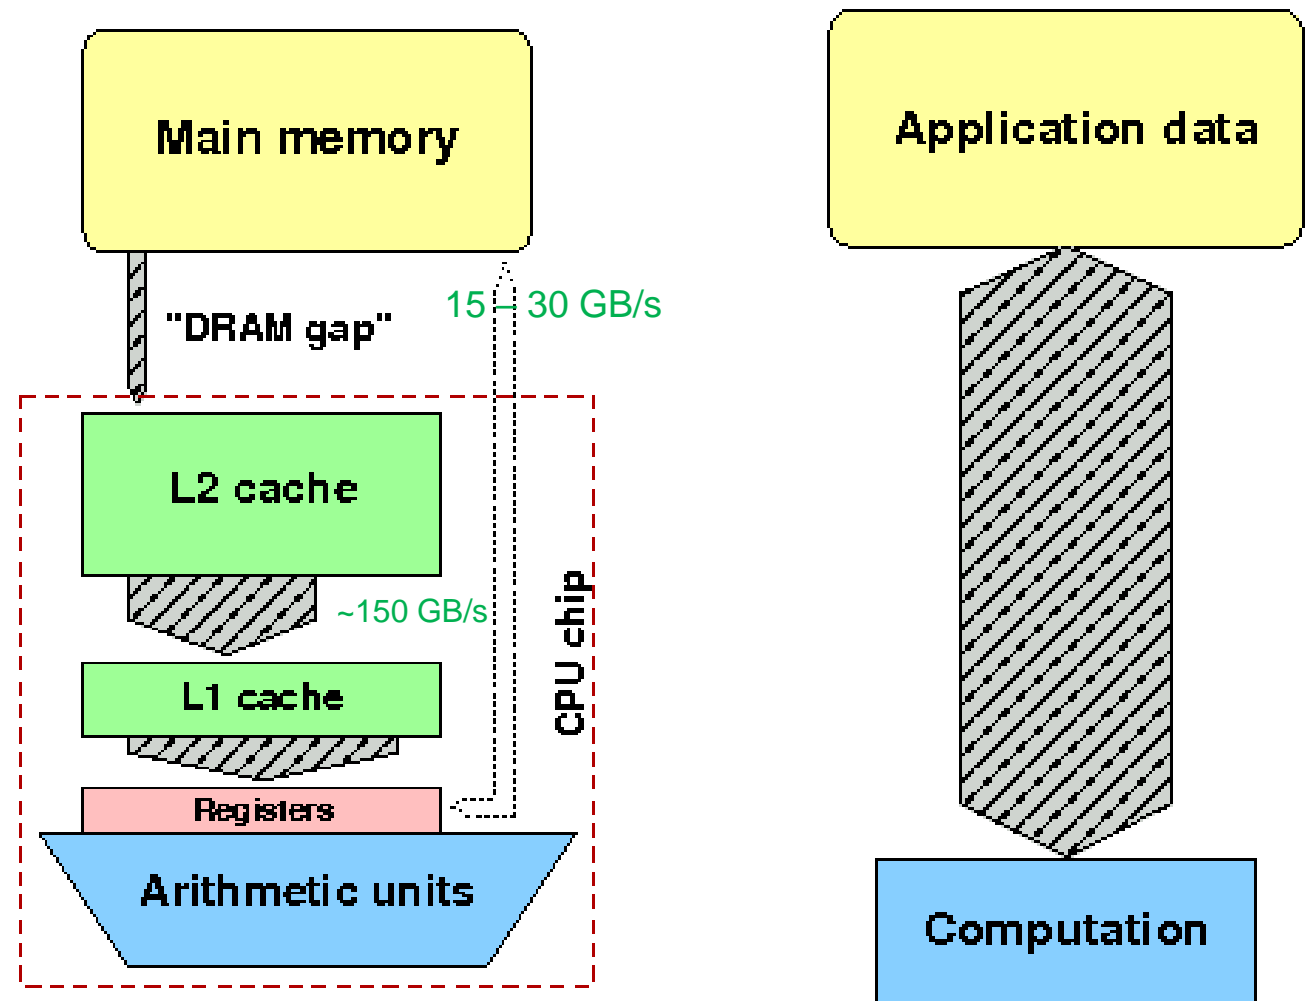 Main memory
"DRAM gap"
15 – 30 GB/s
L2 cache
~150 GB/s
L1 cache
CPU chip
Registers
Arithmetic units
Application data
Computation